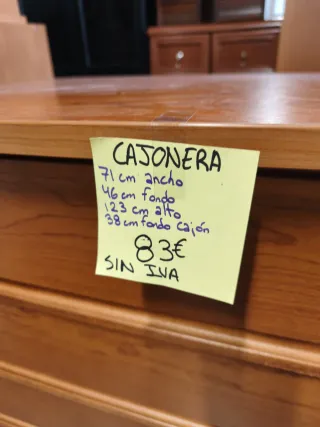 CAJONERA
71 cm ancho
46 cm fondo
123 cm alto
38 cm fondo cajón
83€
SIN IVA